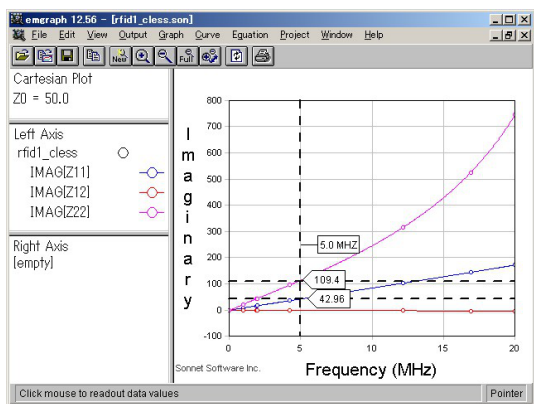 emgraph 12.56 - [rfid1_cless.son]
File Edit View Output Graph Curve Equation Project Window Help
New Full
Cartesian Plot
Z0 = 50.0
Left Axis
rfid1_cless
IMAG[Z11]
IMAG[Z12]
IMAG[Z22]
Right Axis
[empty]
Imaginary
800
700
600
500
400
300
200
100
0
-100
5.0 MHZ
109.4
42.96
0 5 10 15 20
Sonnet Software Inc.
Frequency (MHz)
Click mouse to readout data values
Pointer